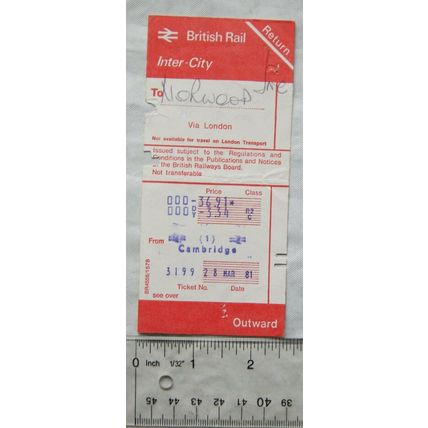 British Rail
Return
Inter-City
To Norwood Jnc
Via London
Not available for travel on London Transport
Issued subject to the Regulations and
Conditions in the Publications and Notices
of the British Railways Board.
Not transferable
Price Class
From (1)
Cambridge
3199 28 MAR 81
Ticket No. Date
see over
BR4556/1578
Outward
0 Inch 1/32" 1 2
45 44 43 42 41 40 39